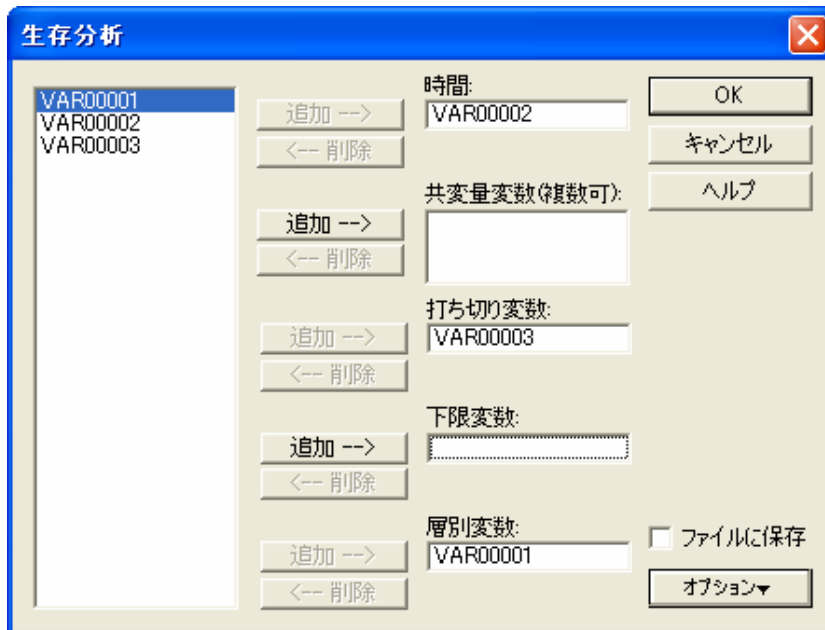 生存分析
VAR00001
VAR00002
VAR00003
追加 -->
<-- 削除
時間:
VAR00002
追加 -->
<-- 削除
共変量変数(複数可):
追加 -->
<-- 削除
打ち切り変数:
VAR00003
追加 -->
<-- 削除
下限変数:
追加 -->
<-- 削除
層別変数:
VAR00001
OK
キャンセル
ヘルプ
ファイルに保存
オプション▼